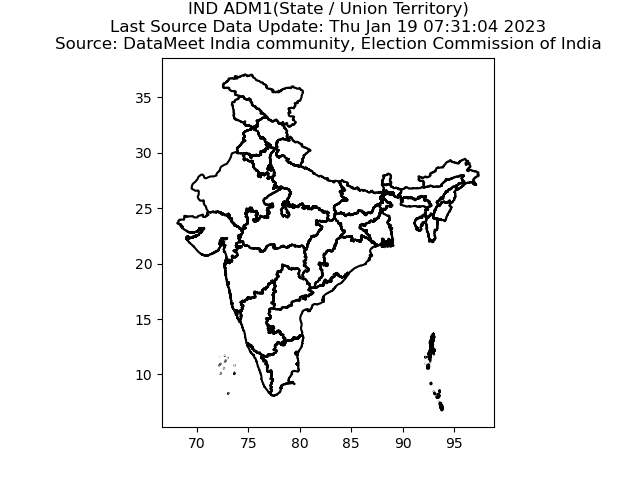 IND ADM1(State / Union Territory)
Last Source Data Update: Thu Jan 19 07:31:04 2023
Source: DataMeet India community, Election Commission of India
35
30
25
20
15
10
70 75 80 85 90 95